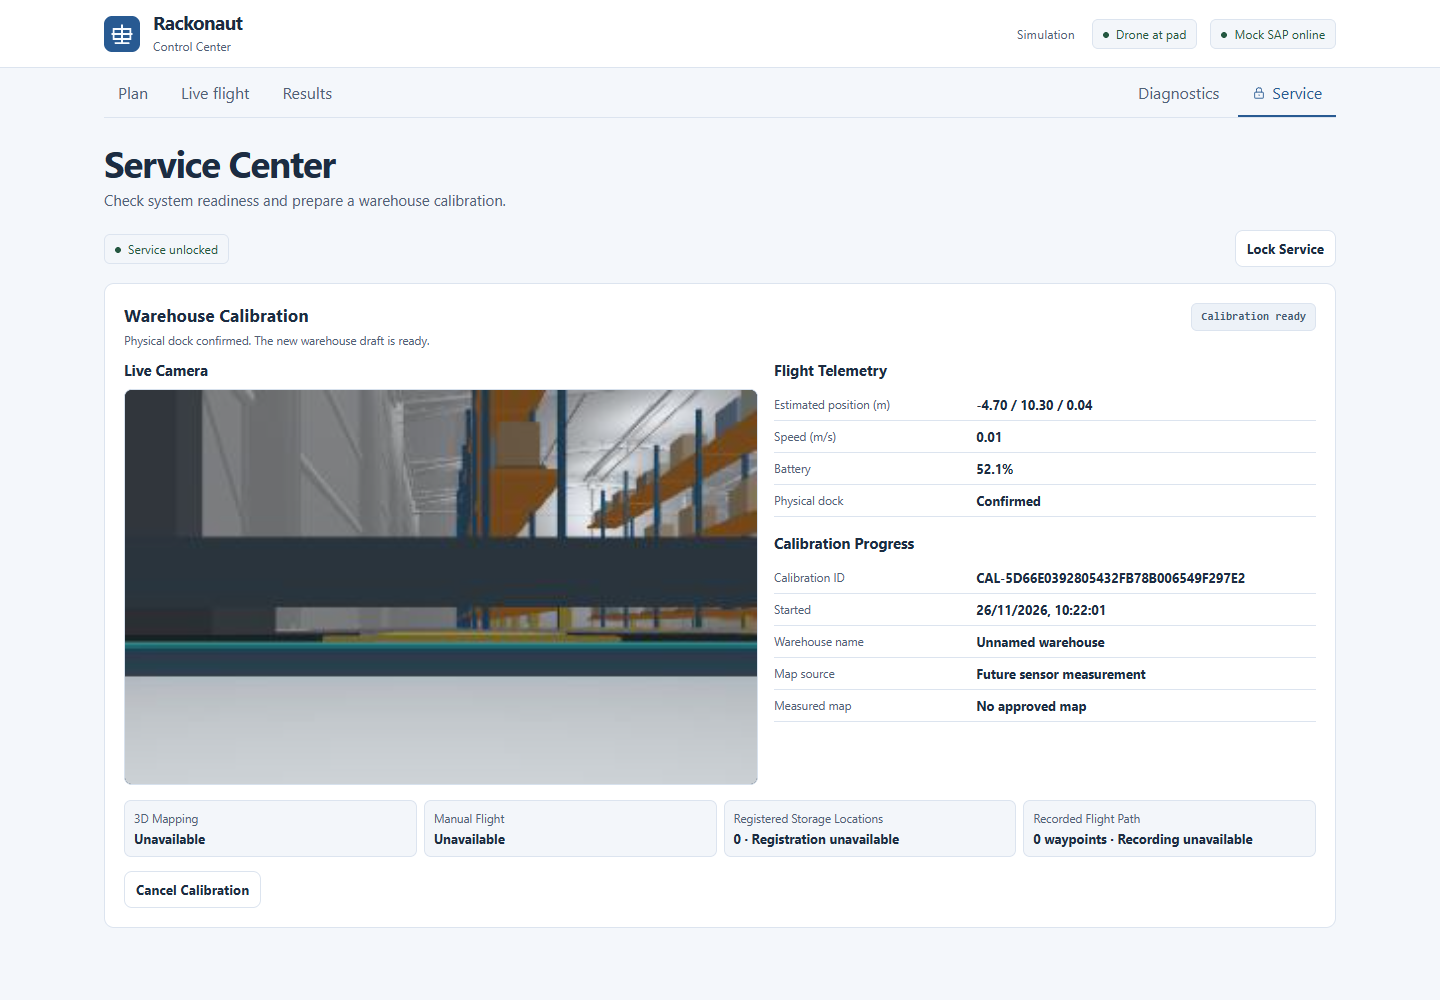 Rackonaut
Control Center
Simulation
Drone at pad
Mock SAP online
Plan
Live flight
Results
Diagnostics
Service
Service Center
Check system readiness and prepare a warehouse calibration.
Service unlocked
Lock Service
Warehouse Calibration
Physical dock confirmed. The new warehouse draft is ready.
Calibration ready
Live Camera
Flight Telemetry
Estimated position (m) -4.70 / 10.30 / 0.04
Speed (m/s) 0.01
Battery 52.1%
Physical dock Confirmed
Calibration Progress
Calibration ID CAL-5D66E0392805432FB78B006549F297E2
Started 26/11/2026, 10:22:01
Warehouse name Unnamed warehouse
Map source Future sensor measurement
Measured map No approved map
3D Mapping
Unavailable
Manual Flight
Unavailable
Registered Storage Locations
0 · Registration unavailable
Recorded Flight Path
0 waypoints · Recording unavailable
Cancel Calibration